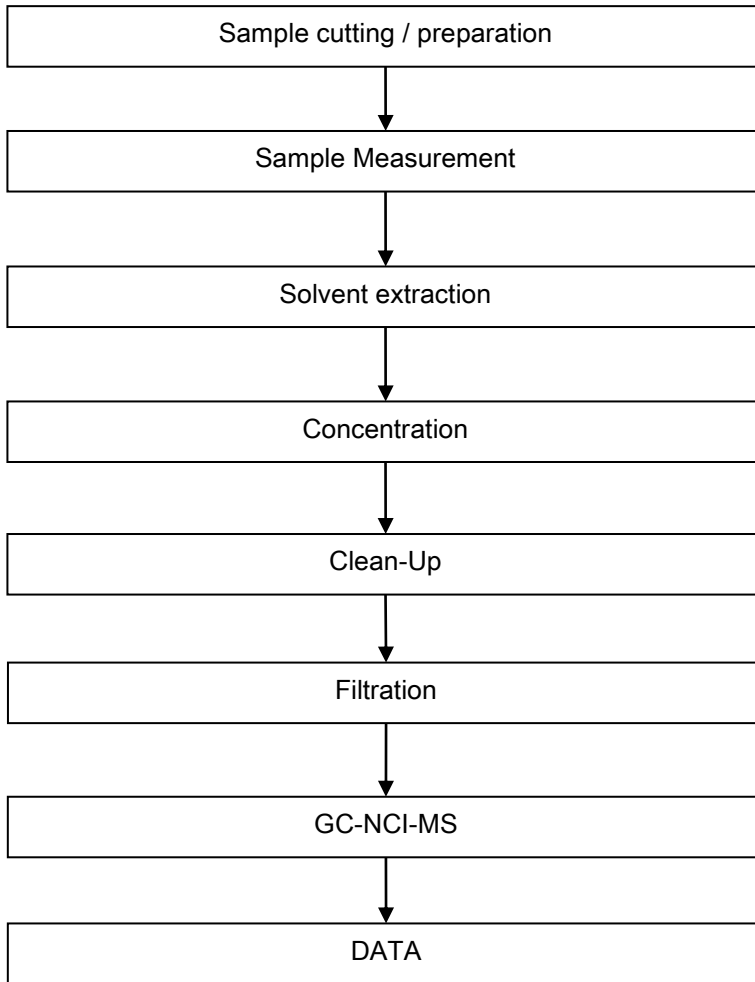 Sample cutting / preparation
Sample Measurement
Solvent extraction
Concentration
Clean-Up
Filtration
GC-NCI-MS
DATA